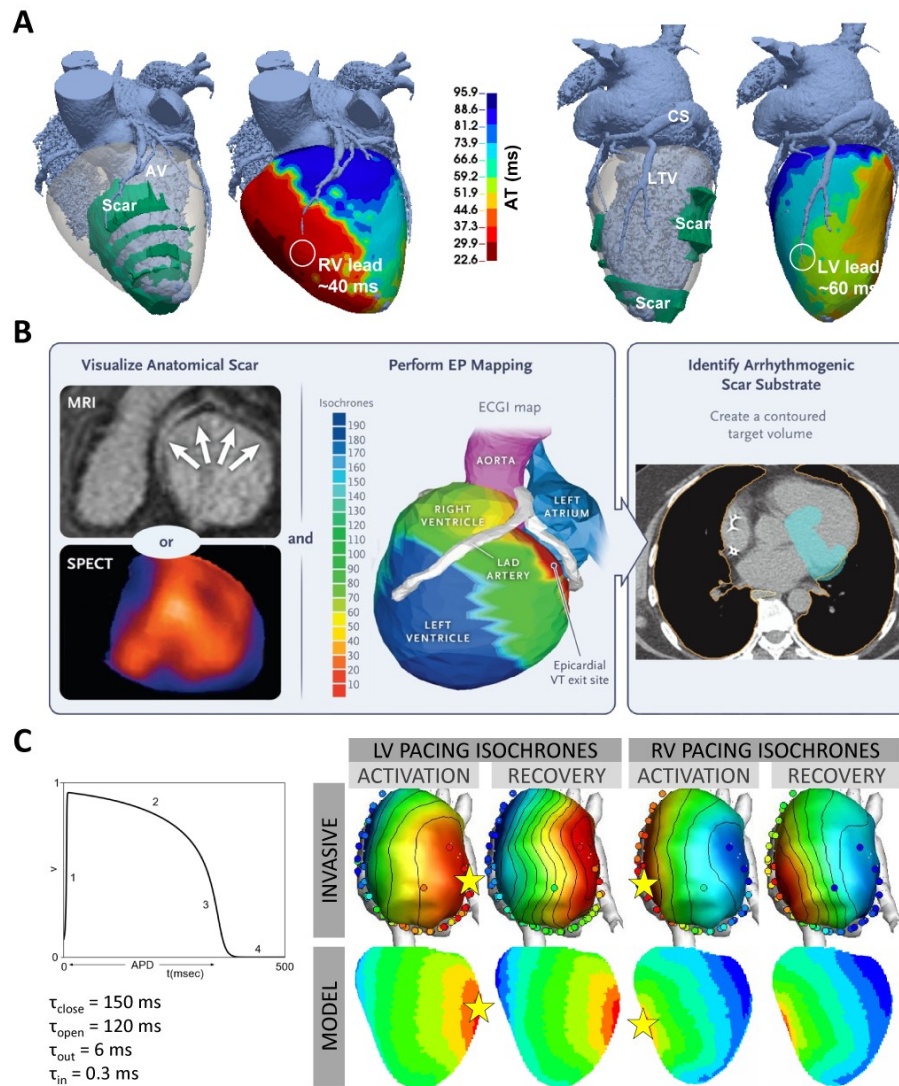 A
AV
Scar
RV lead
~40 ms
95.9
88.6
81.2
73.9
66.6
59.3
51.9
44.6
37.3
29.9
22.6
AT (ms)
CS
LTV
Scar
Scar
LV lead
~60 ms
B
Visualize Anatomical Scar
MRI
or
SPECT
and
Perform EP Mapping
Isochrones
190
180
170
160
150
140
130
120
110
100
90
80
70
60
50
40
30
20
10
ECGI map
AORTA
LEFT
ATRIUM
RIGHT
VENTRICLE
LAD
ARTERY
LEFT
VENTRICLE
Epicardial
VT exit site
Identify Arrhythmogenic
Scar Substrate
Create a contoured
target volume
C
1
v
0
1
2
3
4
0
APD
t(msec)
500
τclose = 150 ms
τopen = 120 ms
τout = 6 ms
τin = 0.3 ms
LV PACING ISOCHRONES
RV PACING ISOCHRONES
ACTIVATION
RECOVERY
ACTIVATION
RECOVERY
INVASIVE
MODEL